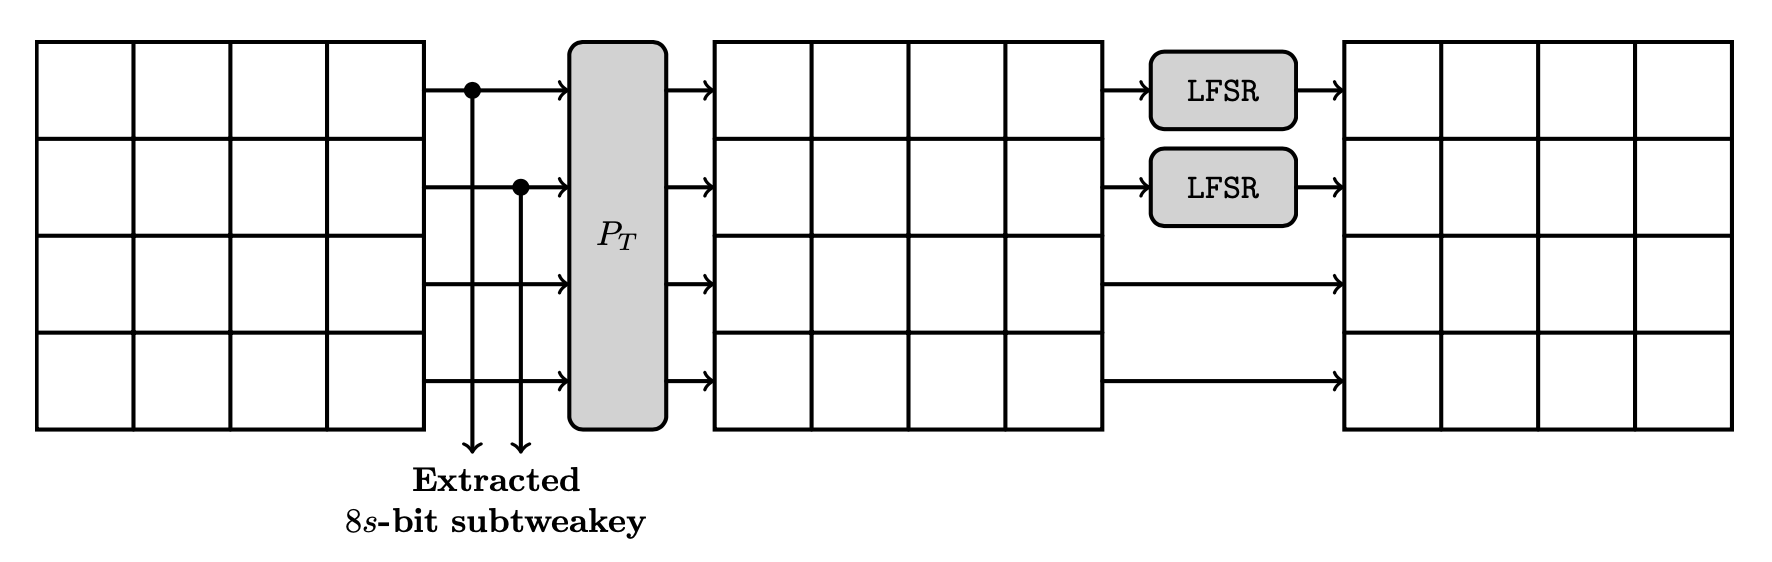 LFSR
LFSR
P_T
Extracted
8s-bit subtweakey